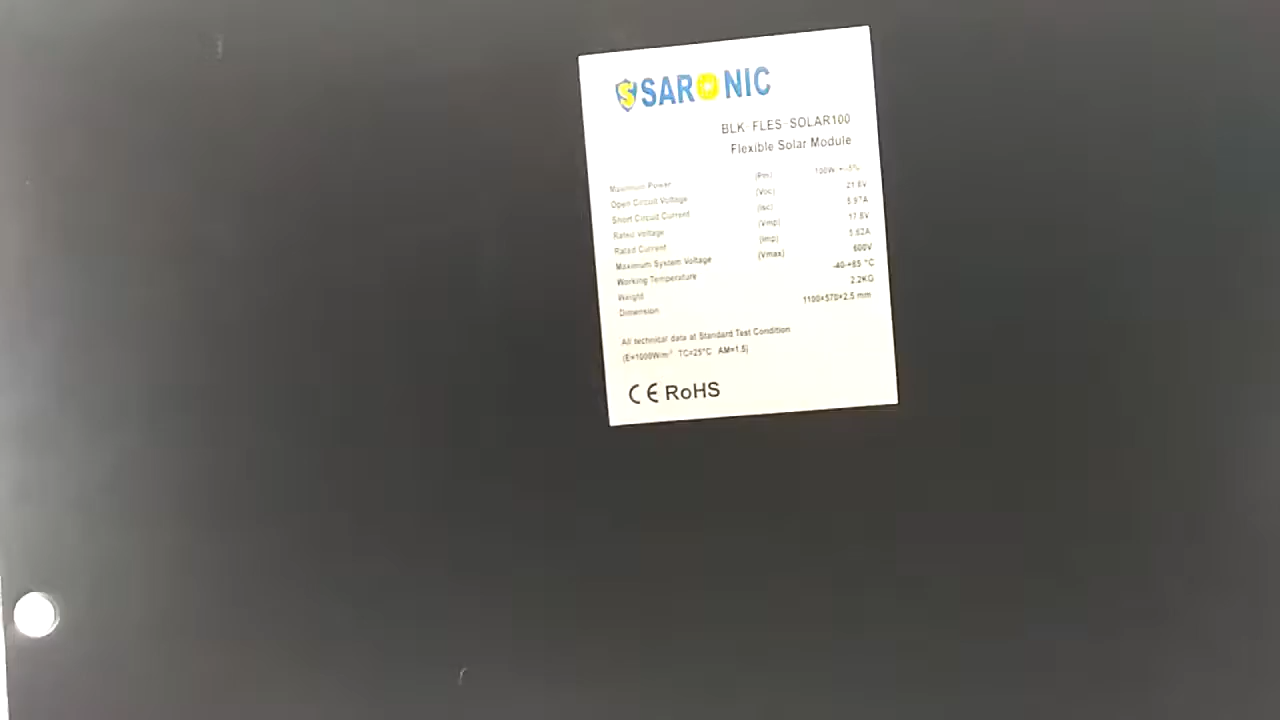 SARONIC
BLK-FLES-SOLAR100
Flexible Solar Module
Maximum Power (Pm) 100W +-5%
Open Circuit Voltage (Voc) 21.6V
Short Circuit Current (Isc) 5.97A
Rated Voltage (Vmp) 17.8V
Rated Current (Imp) 5.62A
Maximum System Voltage (Vmax) 600V
Working Temperature -40-+85 °C
Weight 2.2KG
Dimension 1100×570×2.5 mm
All technical data at Standard Test Condition
(E=1000W/m² TC=25°C AM=1.5)
CE RoHS